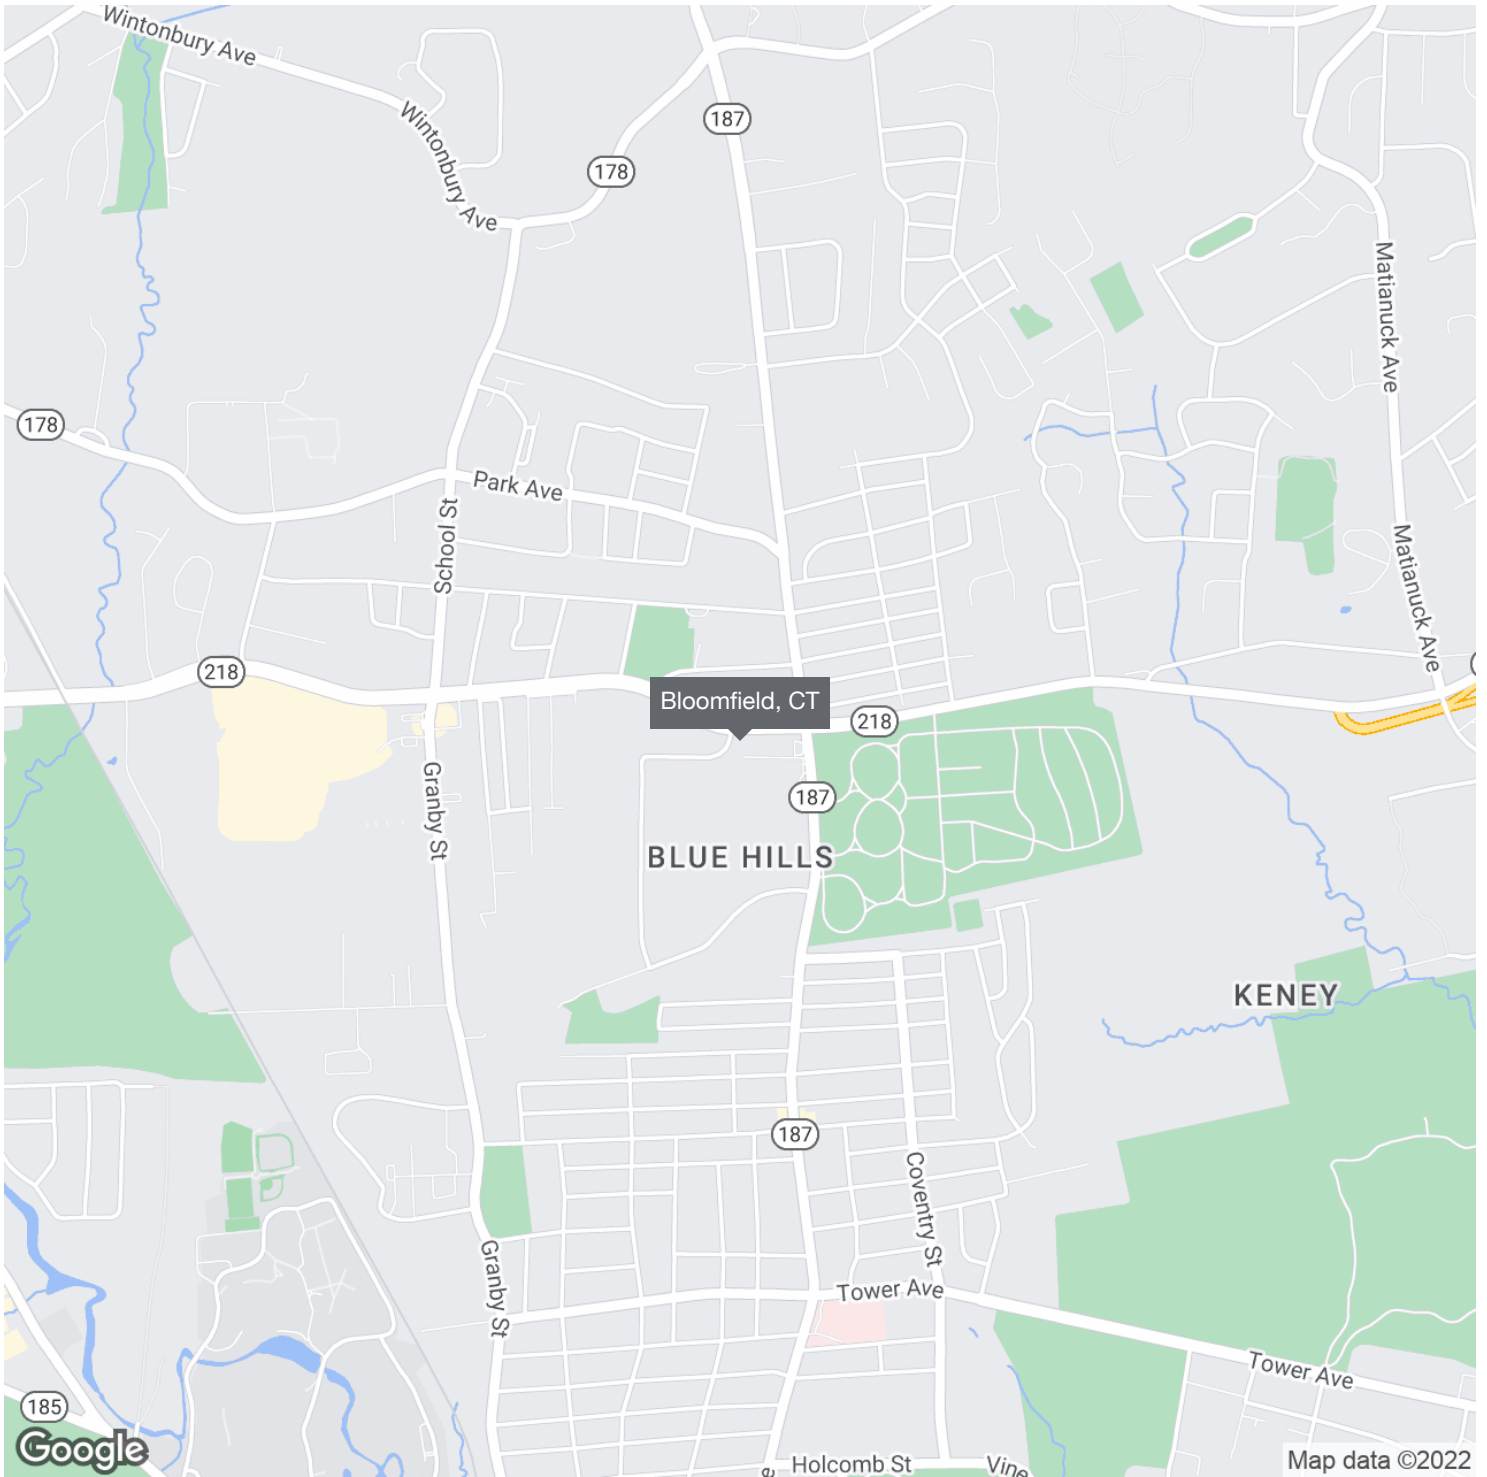 Wintonbury Ave
187
Wintonbury Ave
178
Matianuck Ave
178
Park Ave
School St
Matianuck Ave
218
Bloomfield, CT
218
187
Granby St
BLUE HILLS
KENEY
187
Coventry St
Granby St
Tower Ave
Tower Ave
185
Google
Holcomb St
Vine
Map data ©2022